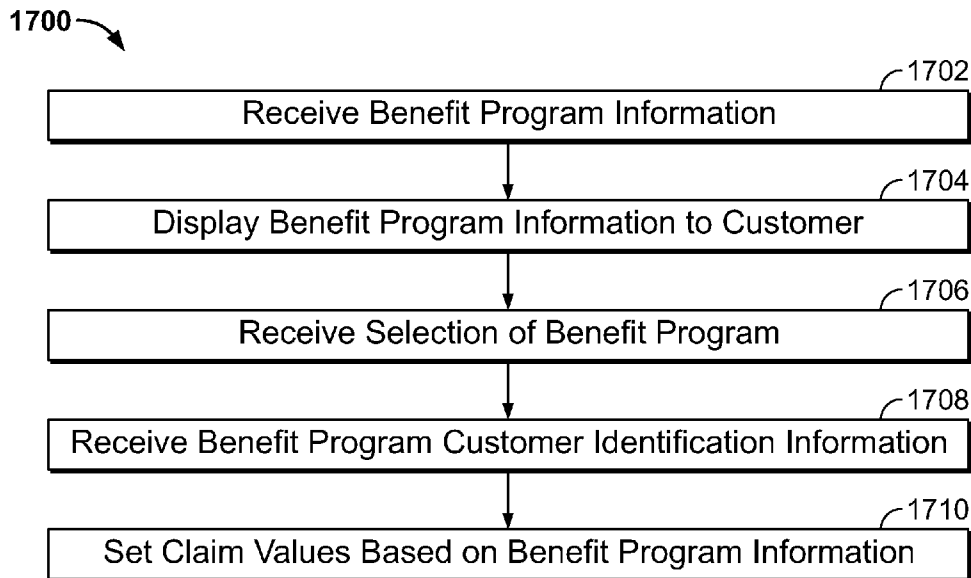 1700
1702
Receive Benefit Program Information
1704
Display Benefit Program Information to Customer
1706
Receive Selection of Benefit Program
1708
Receive Benefit Program Customer Identification Information
1710
Set Claim Values Based on Benefit Program Information